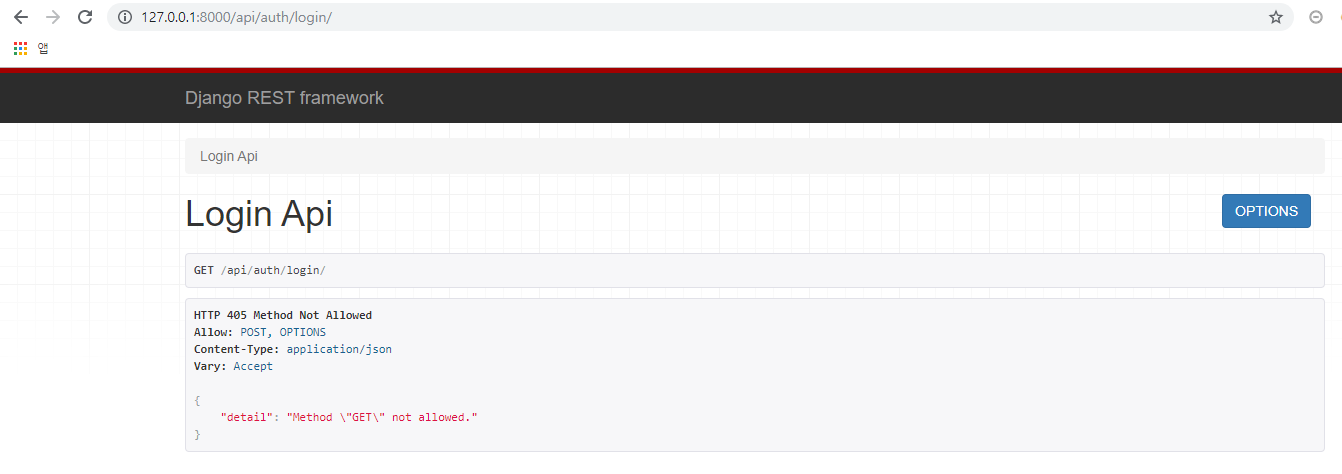 127.0.0.1:8000/api/auth/login/
앱
Django REST framework
Login Api
Login Api
OPTIONS
GET /api/auth/login/
HTTP 405 Method Not Allowed
Allow: POST, OPTIONS
Content-Type: application/json
Vary: Accept
{
"detail": "Method \"GET\" not allowed."
}